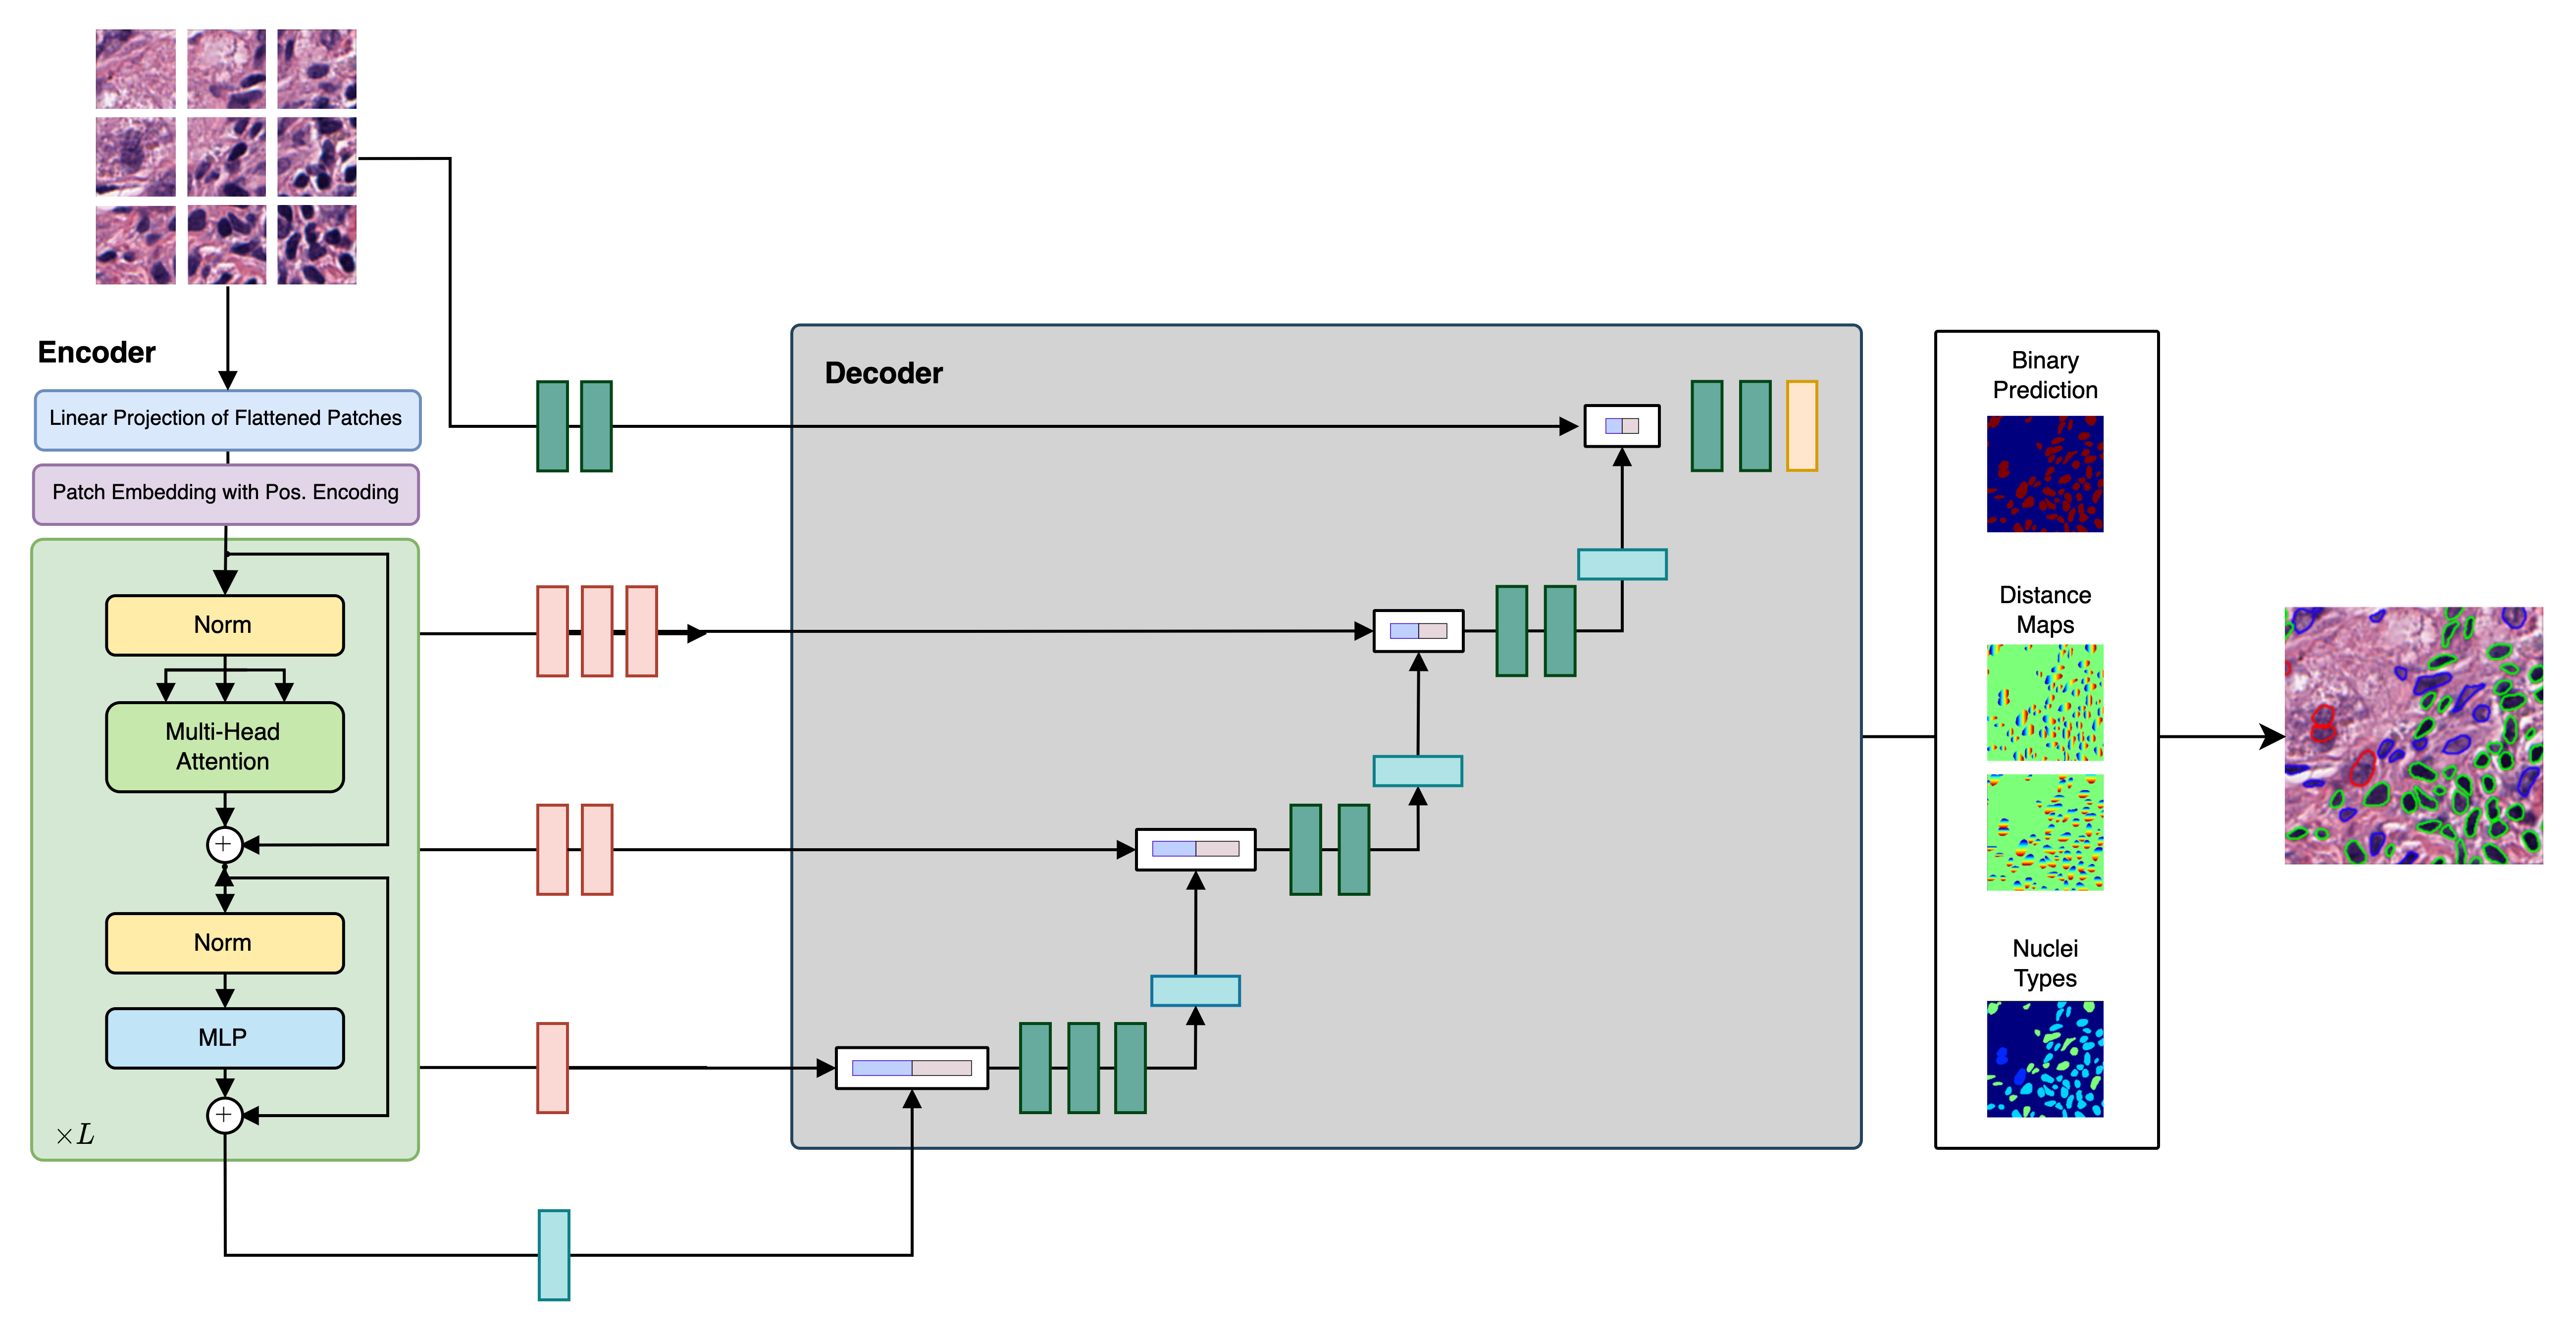 Encoder
Linear Projection of Flattened Patches
Patch Embedding with Pos. Encoding
Norm
Multi-Head
Attention
+
Norm
MLP
+
×L
Decoder
Binary
Prediction
Distance
Maps
Nuclei
Types